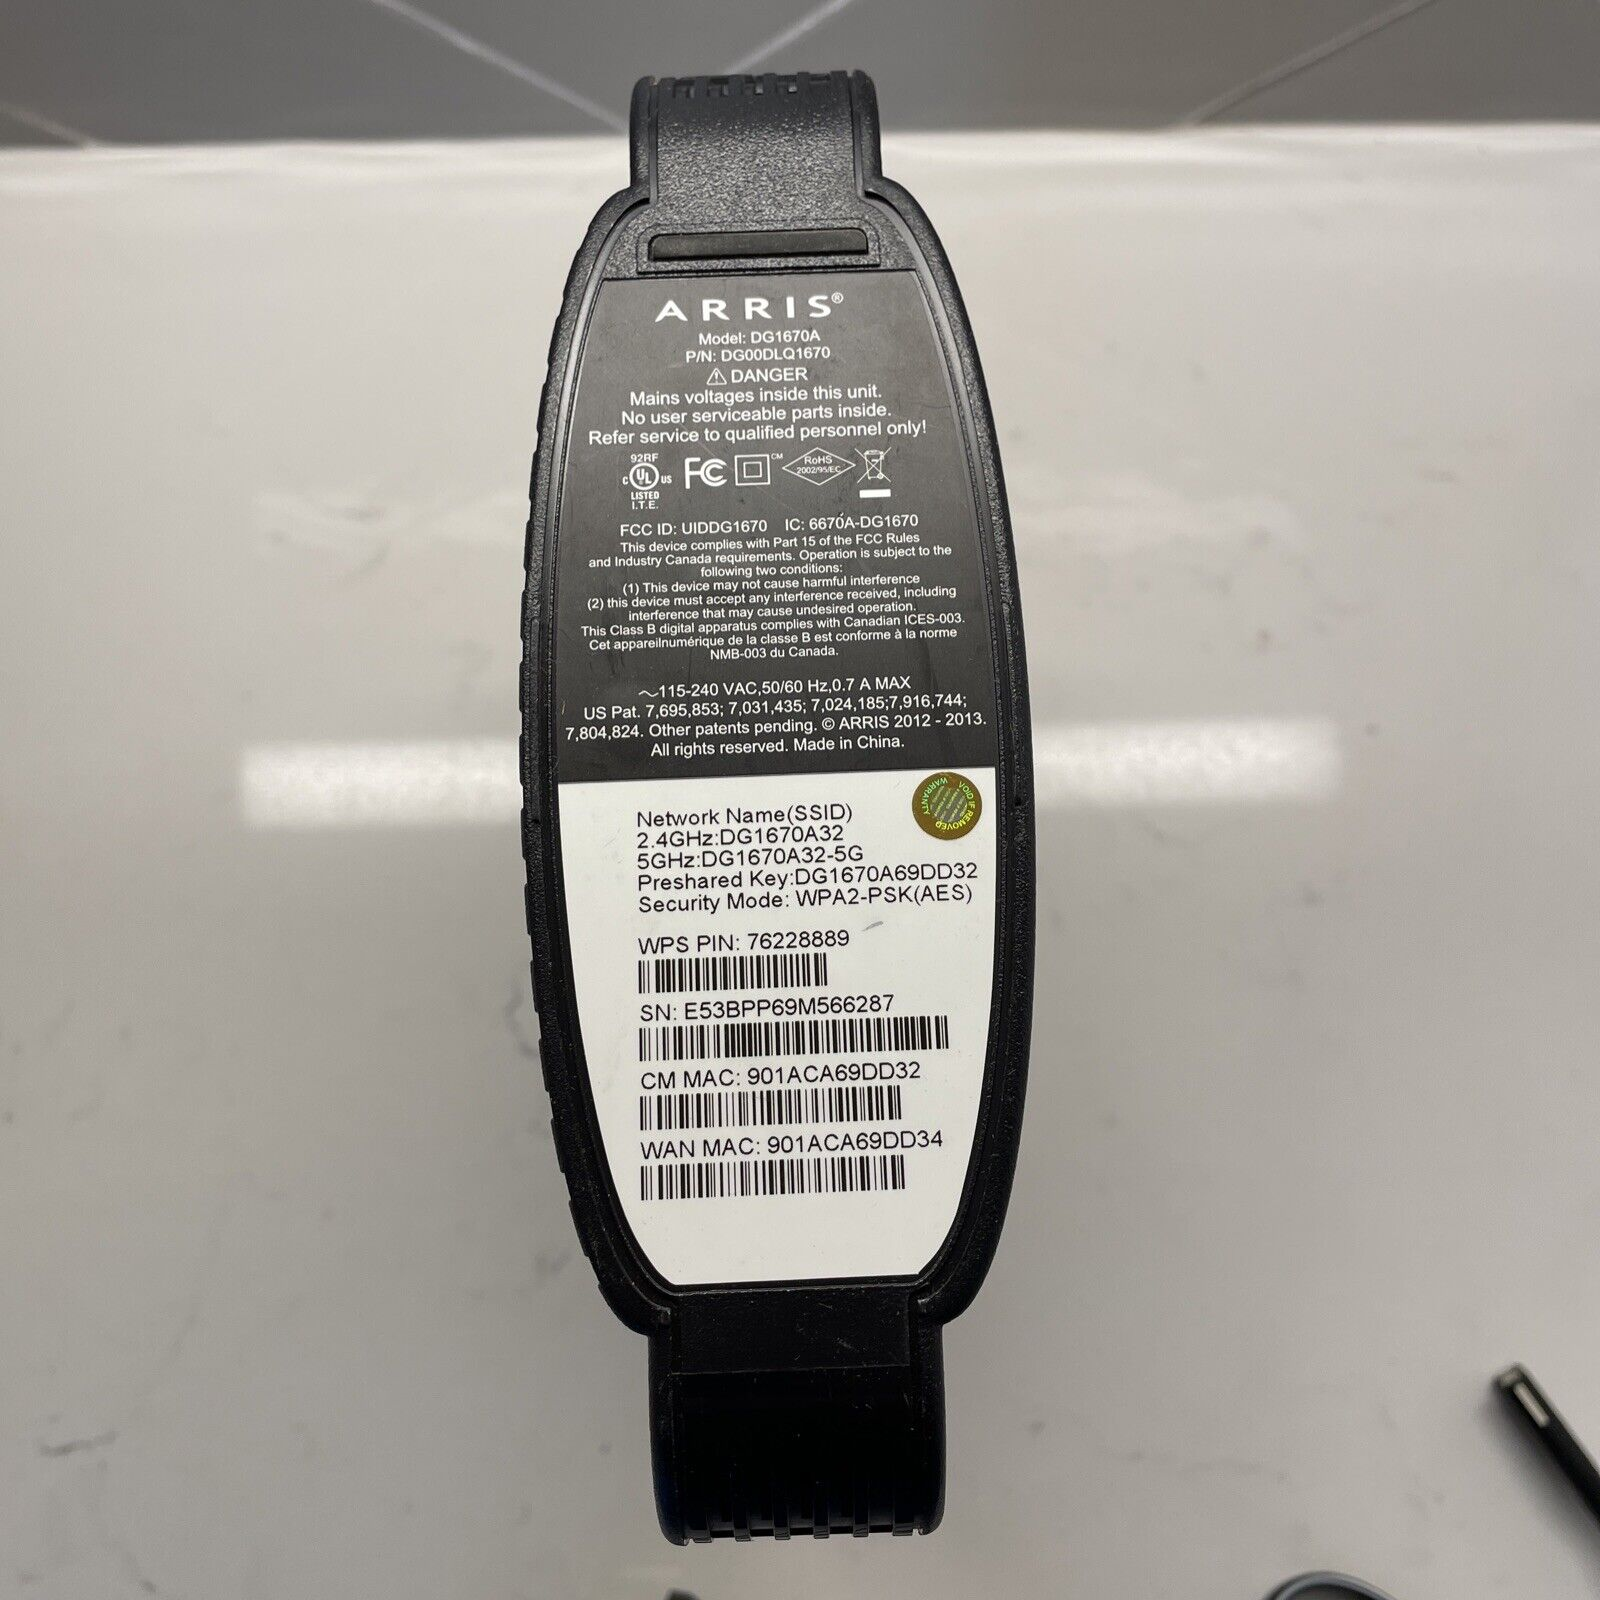 ARRIS®
Model: DG1670A
P/N: DG00DLQ1670
⚠ DANGER
Mains voltages inside this unit.
No user serviceable parts inside.
Refer service to qualified personnel only!
92RF
C UL US
LISTED
I.T.E.
FC
CM
RoHS
2002/95/EC
FCC ID: UIDDG1670 IC: 6670A-DG1670
This device complies with Part 15 of the FCC Rules
and Industry Canada requirements. Operation is subject to the
following two conditions:
(1) This device may not cause harmful interference
(2) this device must accept any interference received, including
interference that may cause undesired operation.
This Class B digital apparatus complies with Canadian ICES-003.
Cet appareilnumérique de la classe B est conforme à la norme
NMB-003 du Canada.
~115-240 VAC,50/60 Hz,0.7 A MAX
US Pat. 7,695,853; 7,031,435; 7,024,185;7,916,744;
7,804,824. Other patents pending. © ARRIS 2012 - 2013.
All rights reserved. Made in China.
WARRANTY VOID IF REMOVED
Network Name(SSID)
2.4GHz:DG1670A32
5GHz:DG1670A32-5G
Preshared Key:DG1670A69DD32
Security Mode: WPA2-PSK(AES)
WPS PIN: 76228889
SN: E53BPP69M566287
CM MAC: 901ACA69DD32
WAN MAC: 901ACA69DD34